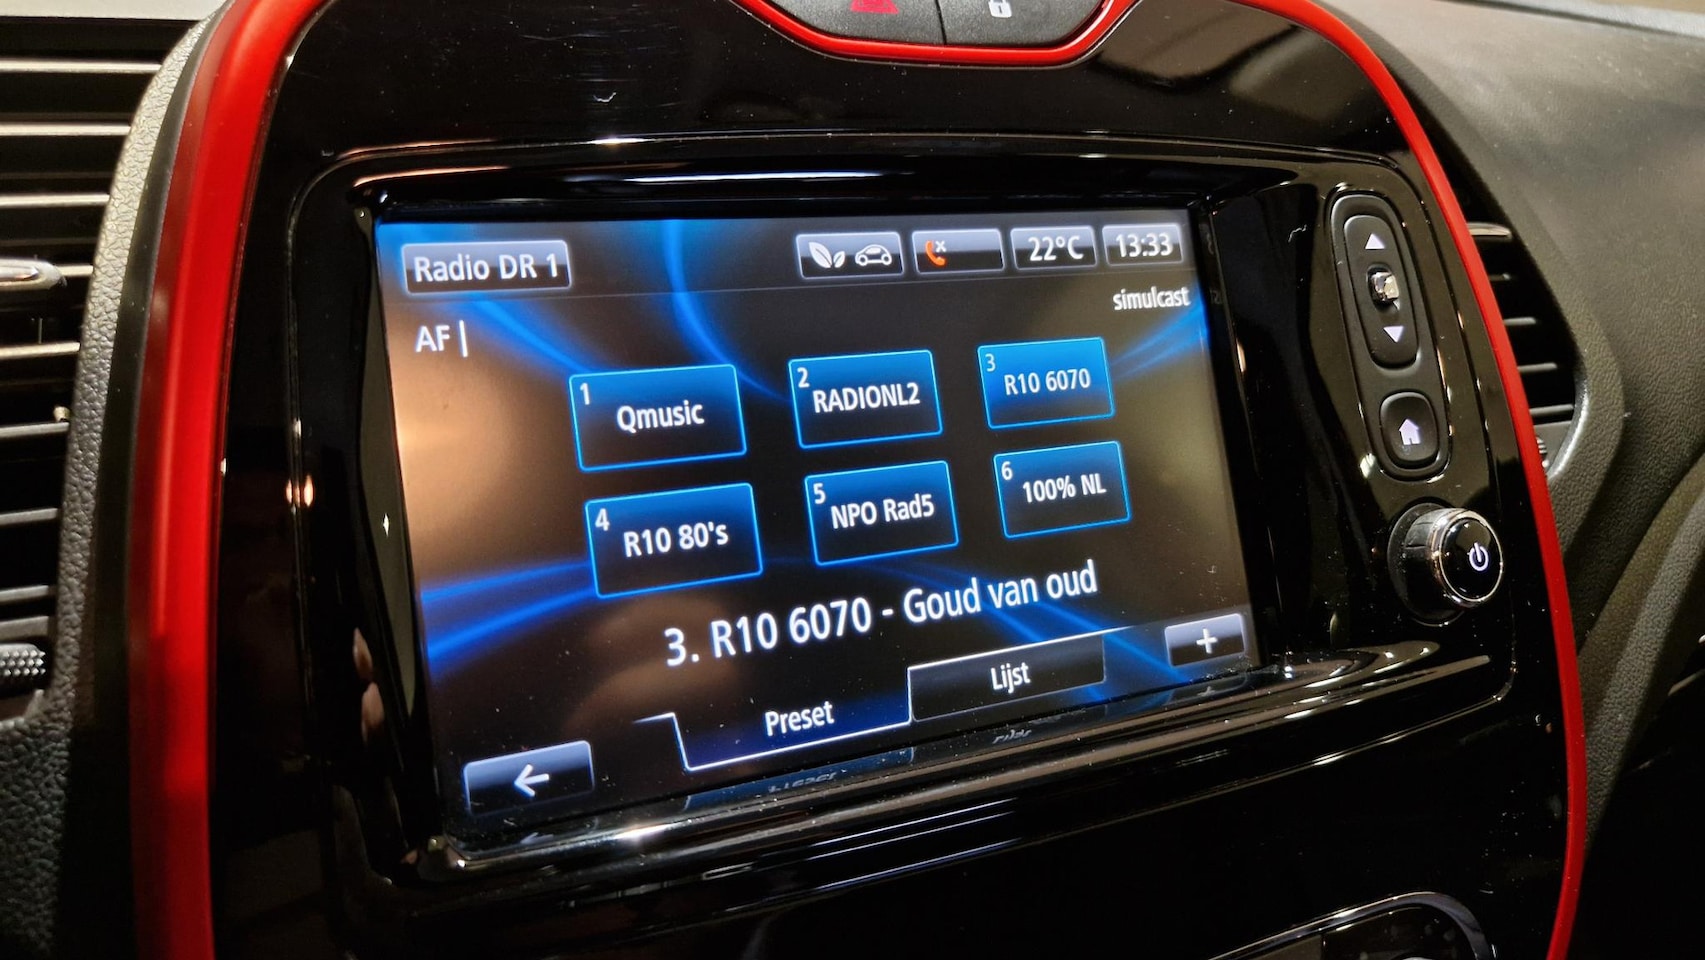 Radio DR 1
22°C
13:33
simulcast
AF
1 Qmusic
2 RADIONL2
3 R10 6070
4 R10 80's
5 NPO Rad5
6 100% NL
3. R10 6070 - Goud van oud
Preset
Lijst
+